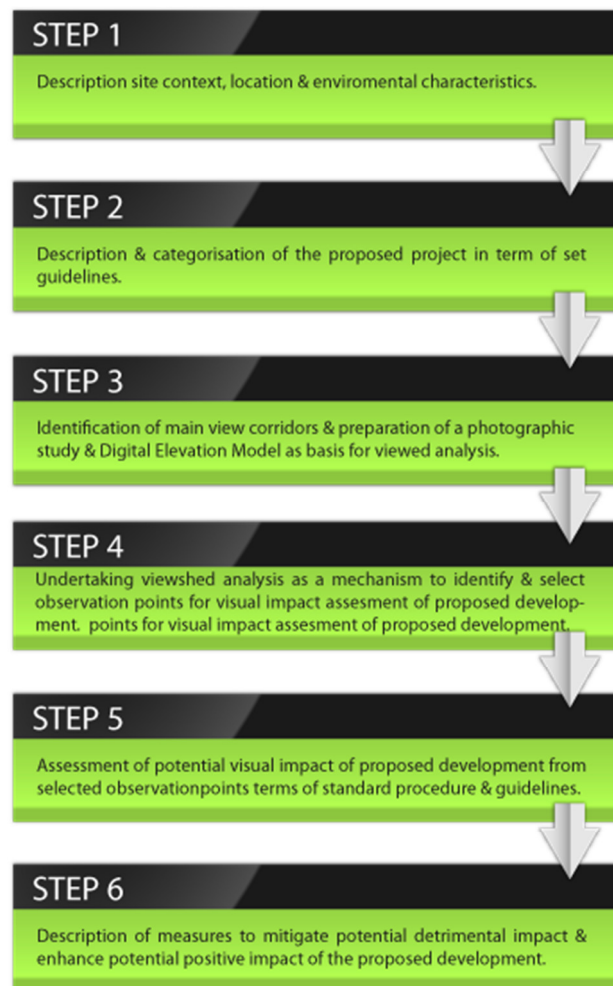 STEP 1
Description site context, location & enviromental characteristics.
STEP 2
Description & categorisation of the proposed project in term of set
guidelines.
STEP 3
Identification of main view corridors & preparation of a photographic
study & Digital Elevation Model as basis for viewed analysis.
STEP 4
Undertaking viewshed analysis as a mechanism to identify & select
observation points for visual impact assesment of proposed develop-
ment. points for visual impact assesment of proposed development.
STEP 5
Assessment of potential visual impact of proposed development from
selected observationpoints terms of standard procedure & guidelines.
STEP 6
Description of measures to mitigate potential detrimental impact &
enhance potential positive impact of the proposed development.